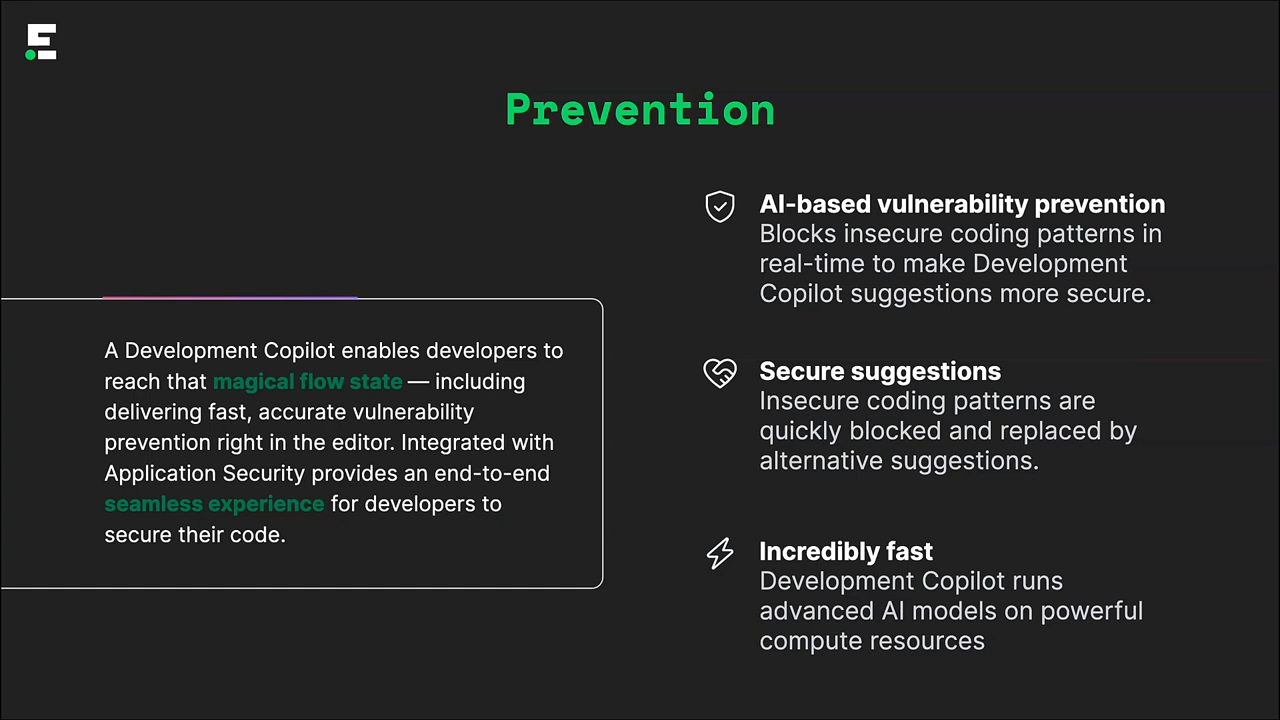 Prevention
A Development Copilot enables developers to
reach that magical flow state — including
delivering fast, accurate vulnerability
prevention right in the editor. Integrated with
Application Security provides an end-to-end
seamless experience for developers to
secure their code.
AI-based vulnerability prevention
Blocks insecure coding patterns in
real-time to make Development
Copilot suggestions more secure.
Secure suggestions
Insecure coding patterns are
quickly blocked and replaced by
alternative suggestions.
Incredibly fast
Development Copilot runs
advanced AI models on powerful
compute resources